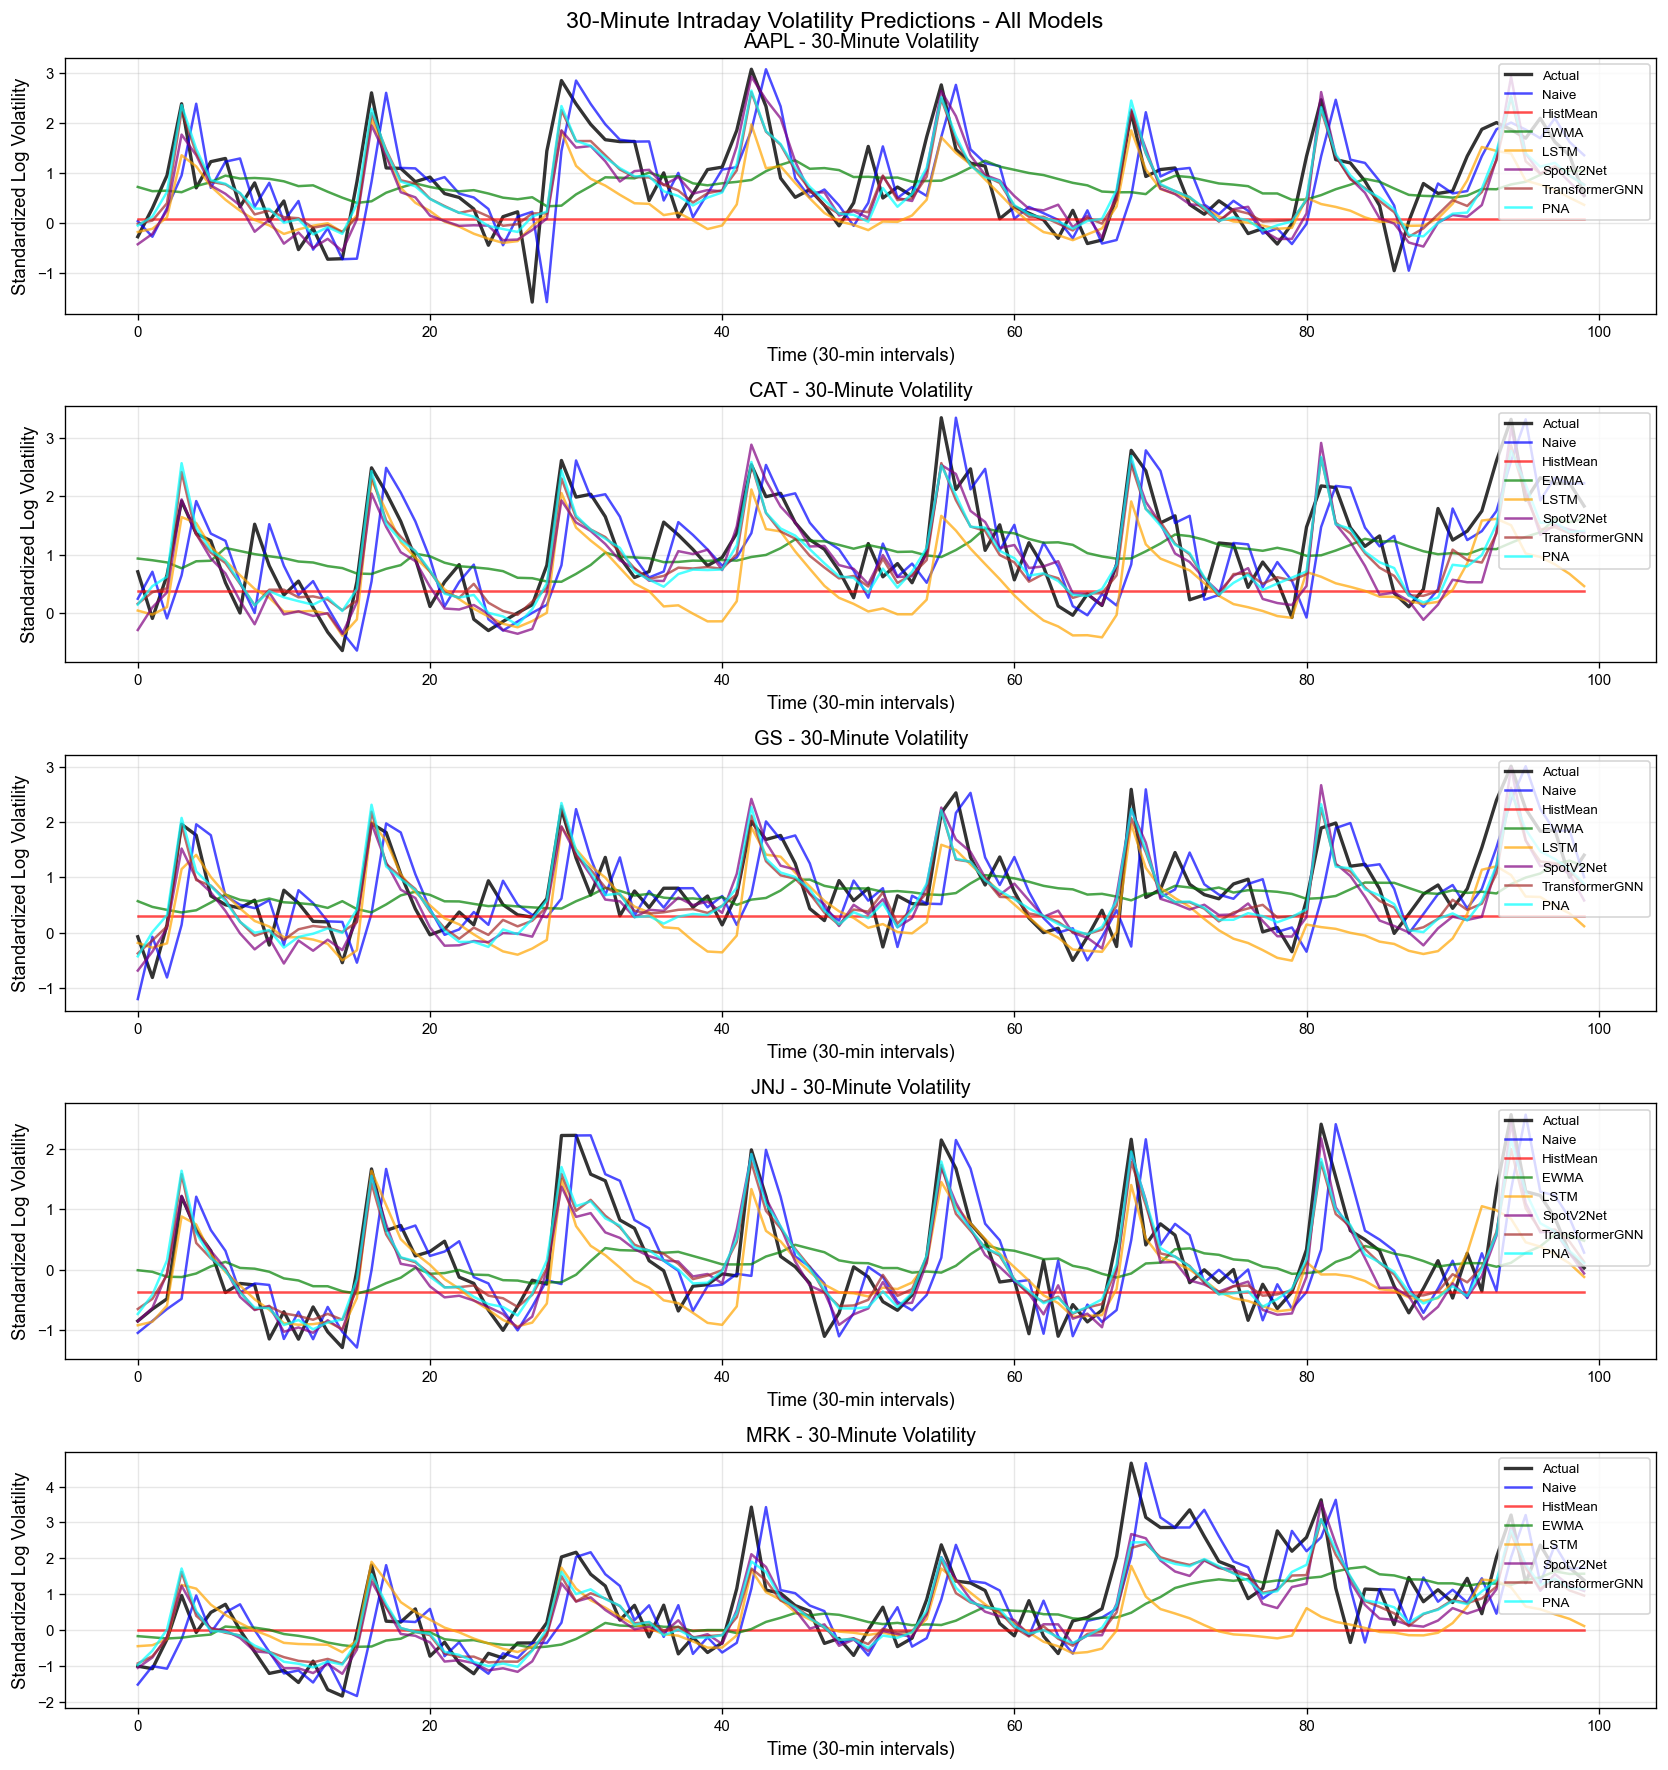 30-Minute Intraday Volatility Predictions - All Models
AAPL - 30-Minute Volatility
Standardized Log Volatility
3
2
1
0
−1
Actual
Naive
HistMean
EWMA
LSTM
SpotV2Net
TransformerGNN
PNA
0 20 40 60 80 100
Time (30-min intervals)
CAT - 30-Minute Volatility
Standardized Log Volatility
3
2
1
0
Actual
Naive
HistMean
EWMA
LSTM
SpotV2Net
TransformerGNN
PNA
0 20 40 60 80 100
Time (30-min intervals)
GS - 30-Minute Volatility
Standardized Log Volatility
3
2
1
0
−1
Actual
Naive
HistMean
EWMA
LSTM
SpotV2Net
TransformerGNN
PNA
0 20 40 60 80 100
Time (30-min intervals)
JNJ - 30-Minute Volatility
Standardized Log Volatility
2
1
0
−1
Actual
Naive
HistMean
EWMA
LSTM
SpotV2Net
TransformerGNN
PNA
0 20 40 60 80 100
Time (30-min intervals)
MRK - 30-Minute Volatility
Standardized Log Volatility
4
3
2
1
0
−1
−2
Actual
Naive
HistMean
EWMA
LSTM
SpotV2Net
TransformerGNN
PNA
0 20 40 60 80 100
Time (30-min intervals)